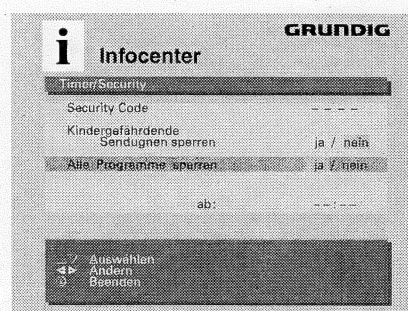 GRUNDIG
i Infocenter
Timer/Security
Security Code – – – –
Kindergefährdende
Sendugnen sperren ja / nein
Alle Programme sperren ja / nein
ab: – – : – –
Auswählen
Ändern
Beenden